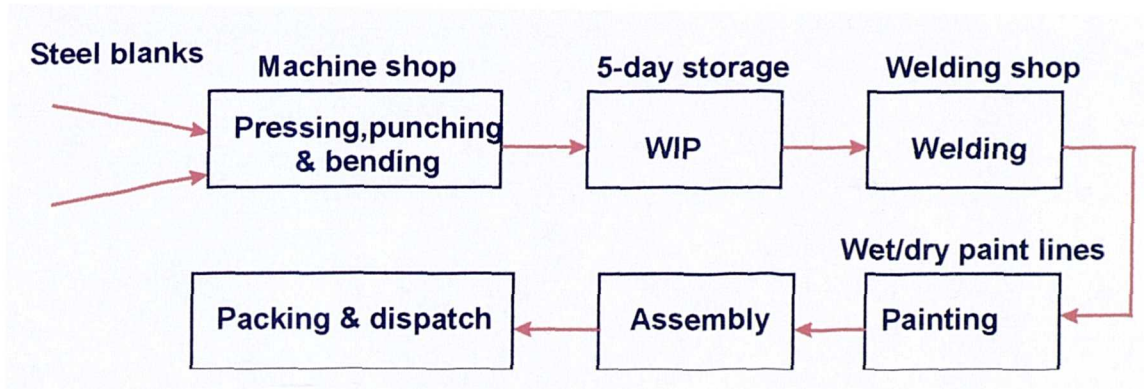 Steel blanks
Machine shop
5-day storage
Welding shop
Pressing,punching
& bending
WIP
Welding
Wet/dry paint lines
Packing & dispatch
Assembly
Painting